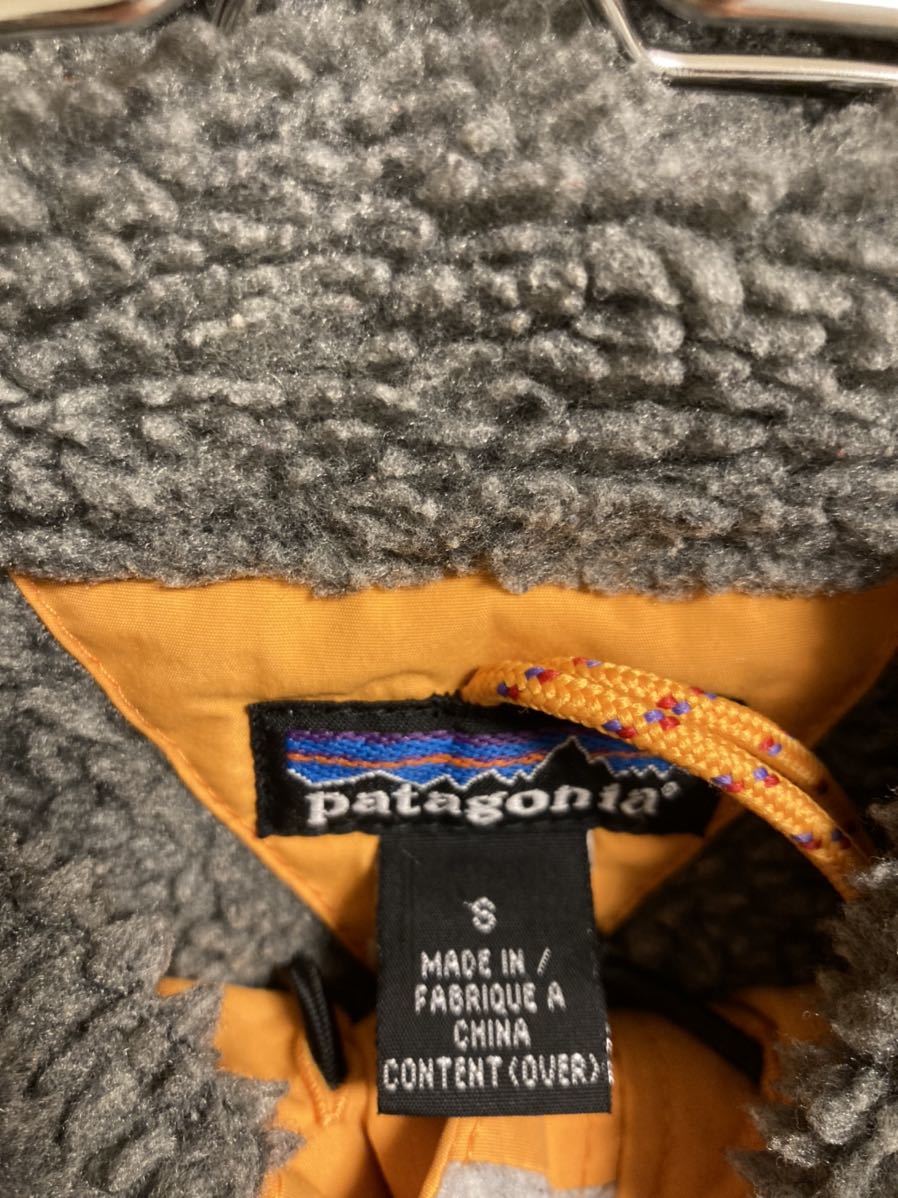 patagonia®
S
MADE IN /
FABRIQUE A
CHINA
CONTENT (OVER)